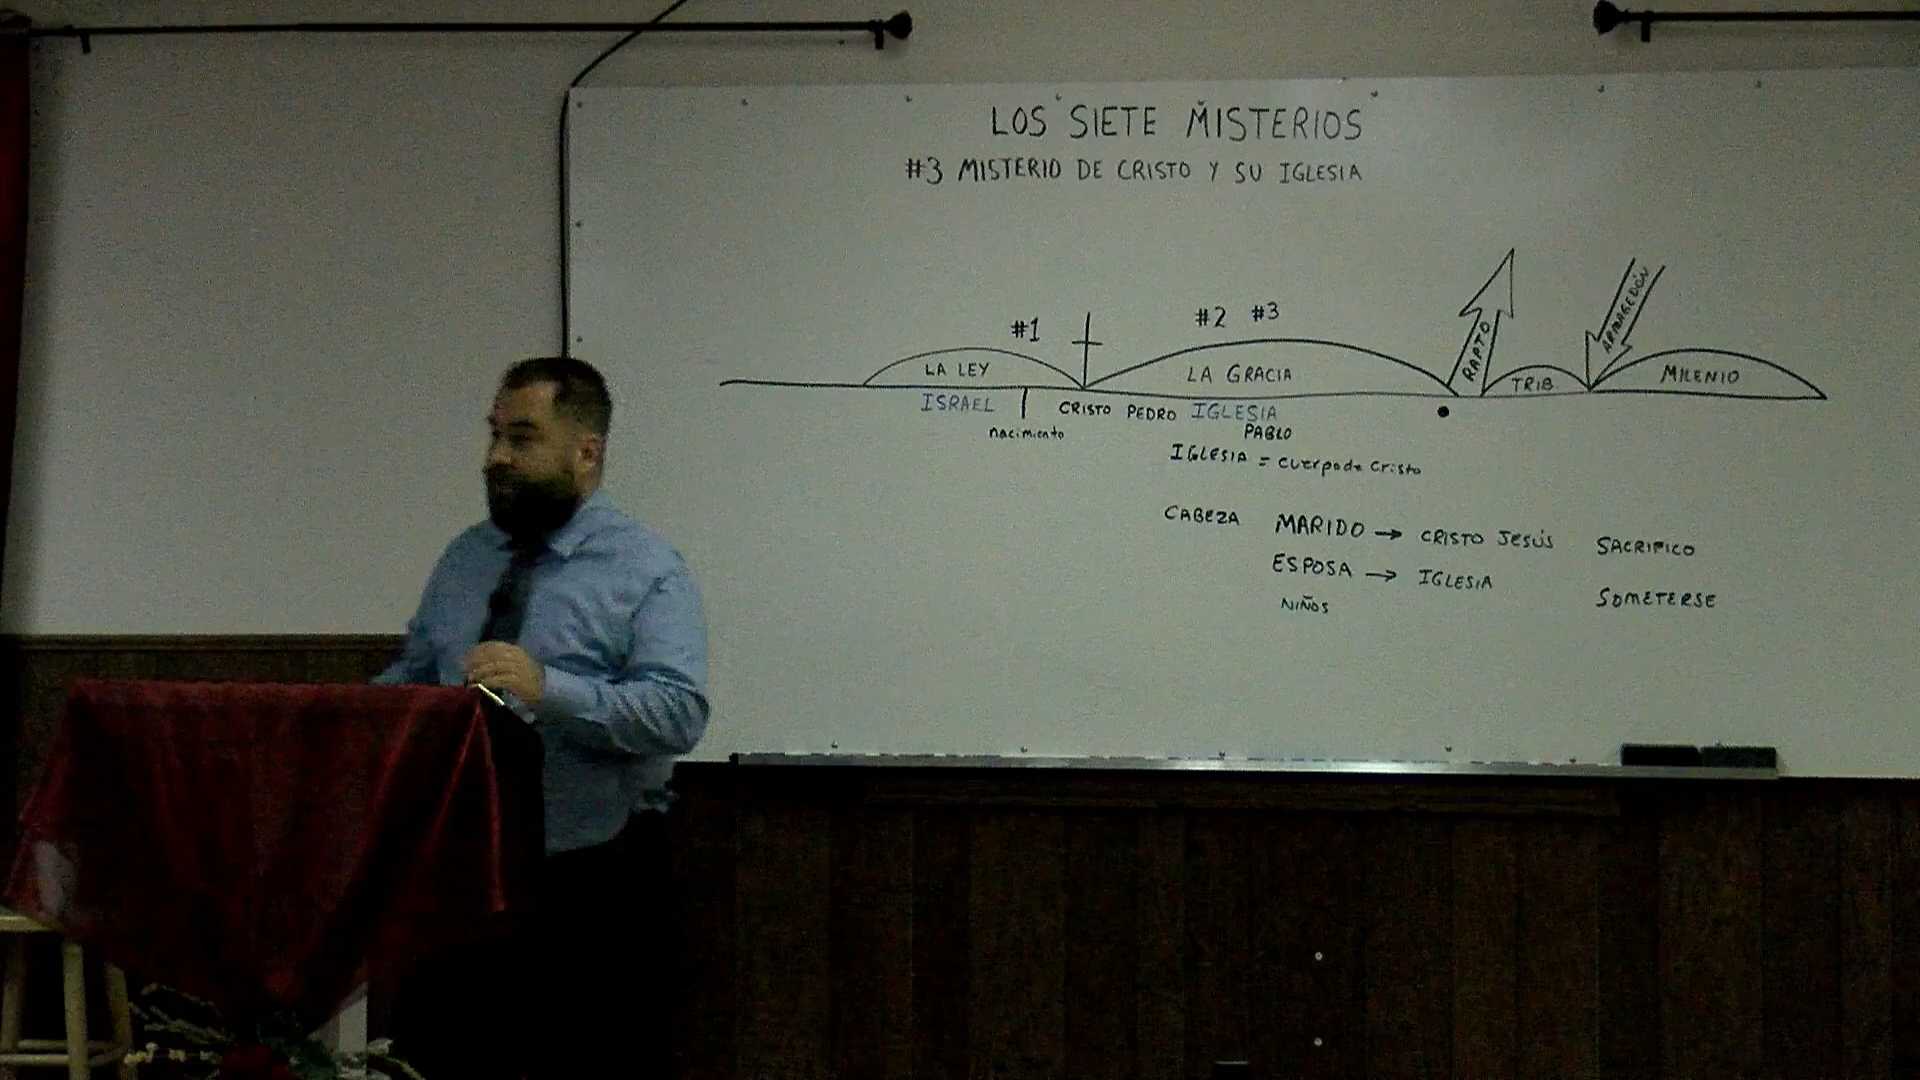 LOS SIETE MISTERIOS
#3 MISTERIO DE CRISTO Y SU IGLESIA
#1 #2 #3
LA LEY LA GRACIA RAPTO TRIB ARMAGEDÓN MILENIO
ISRAEL CRISTO PEDRO IGLESIA
nacimiento PABLO
IGLESIA = cuerpo de Cristo
CABEZA MARIDO → CRISTO JESÚS SACRIFICO
ESPOSA → IGLESIA SOMETERSE
NIÑOS